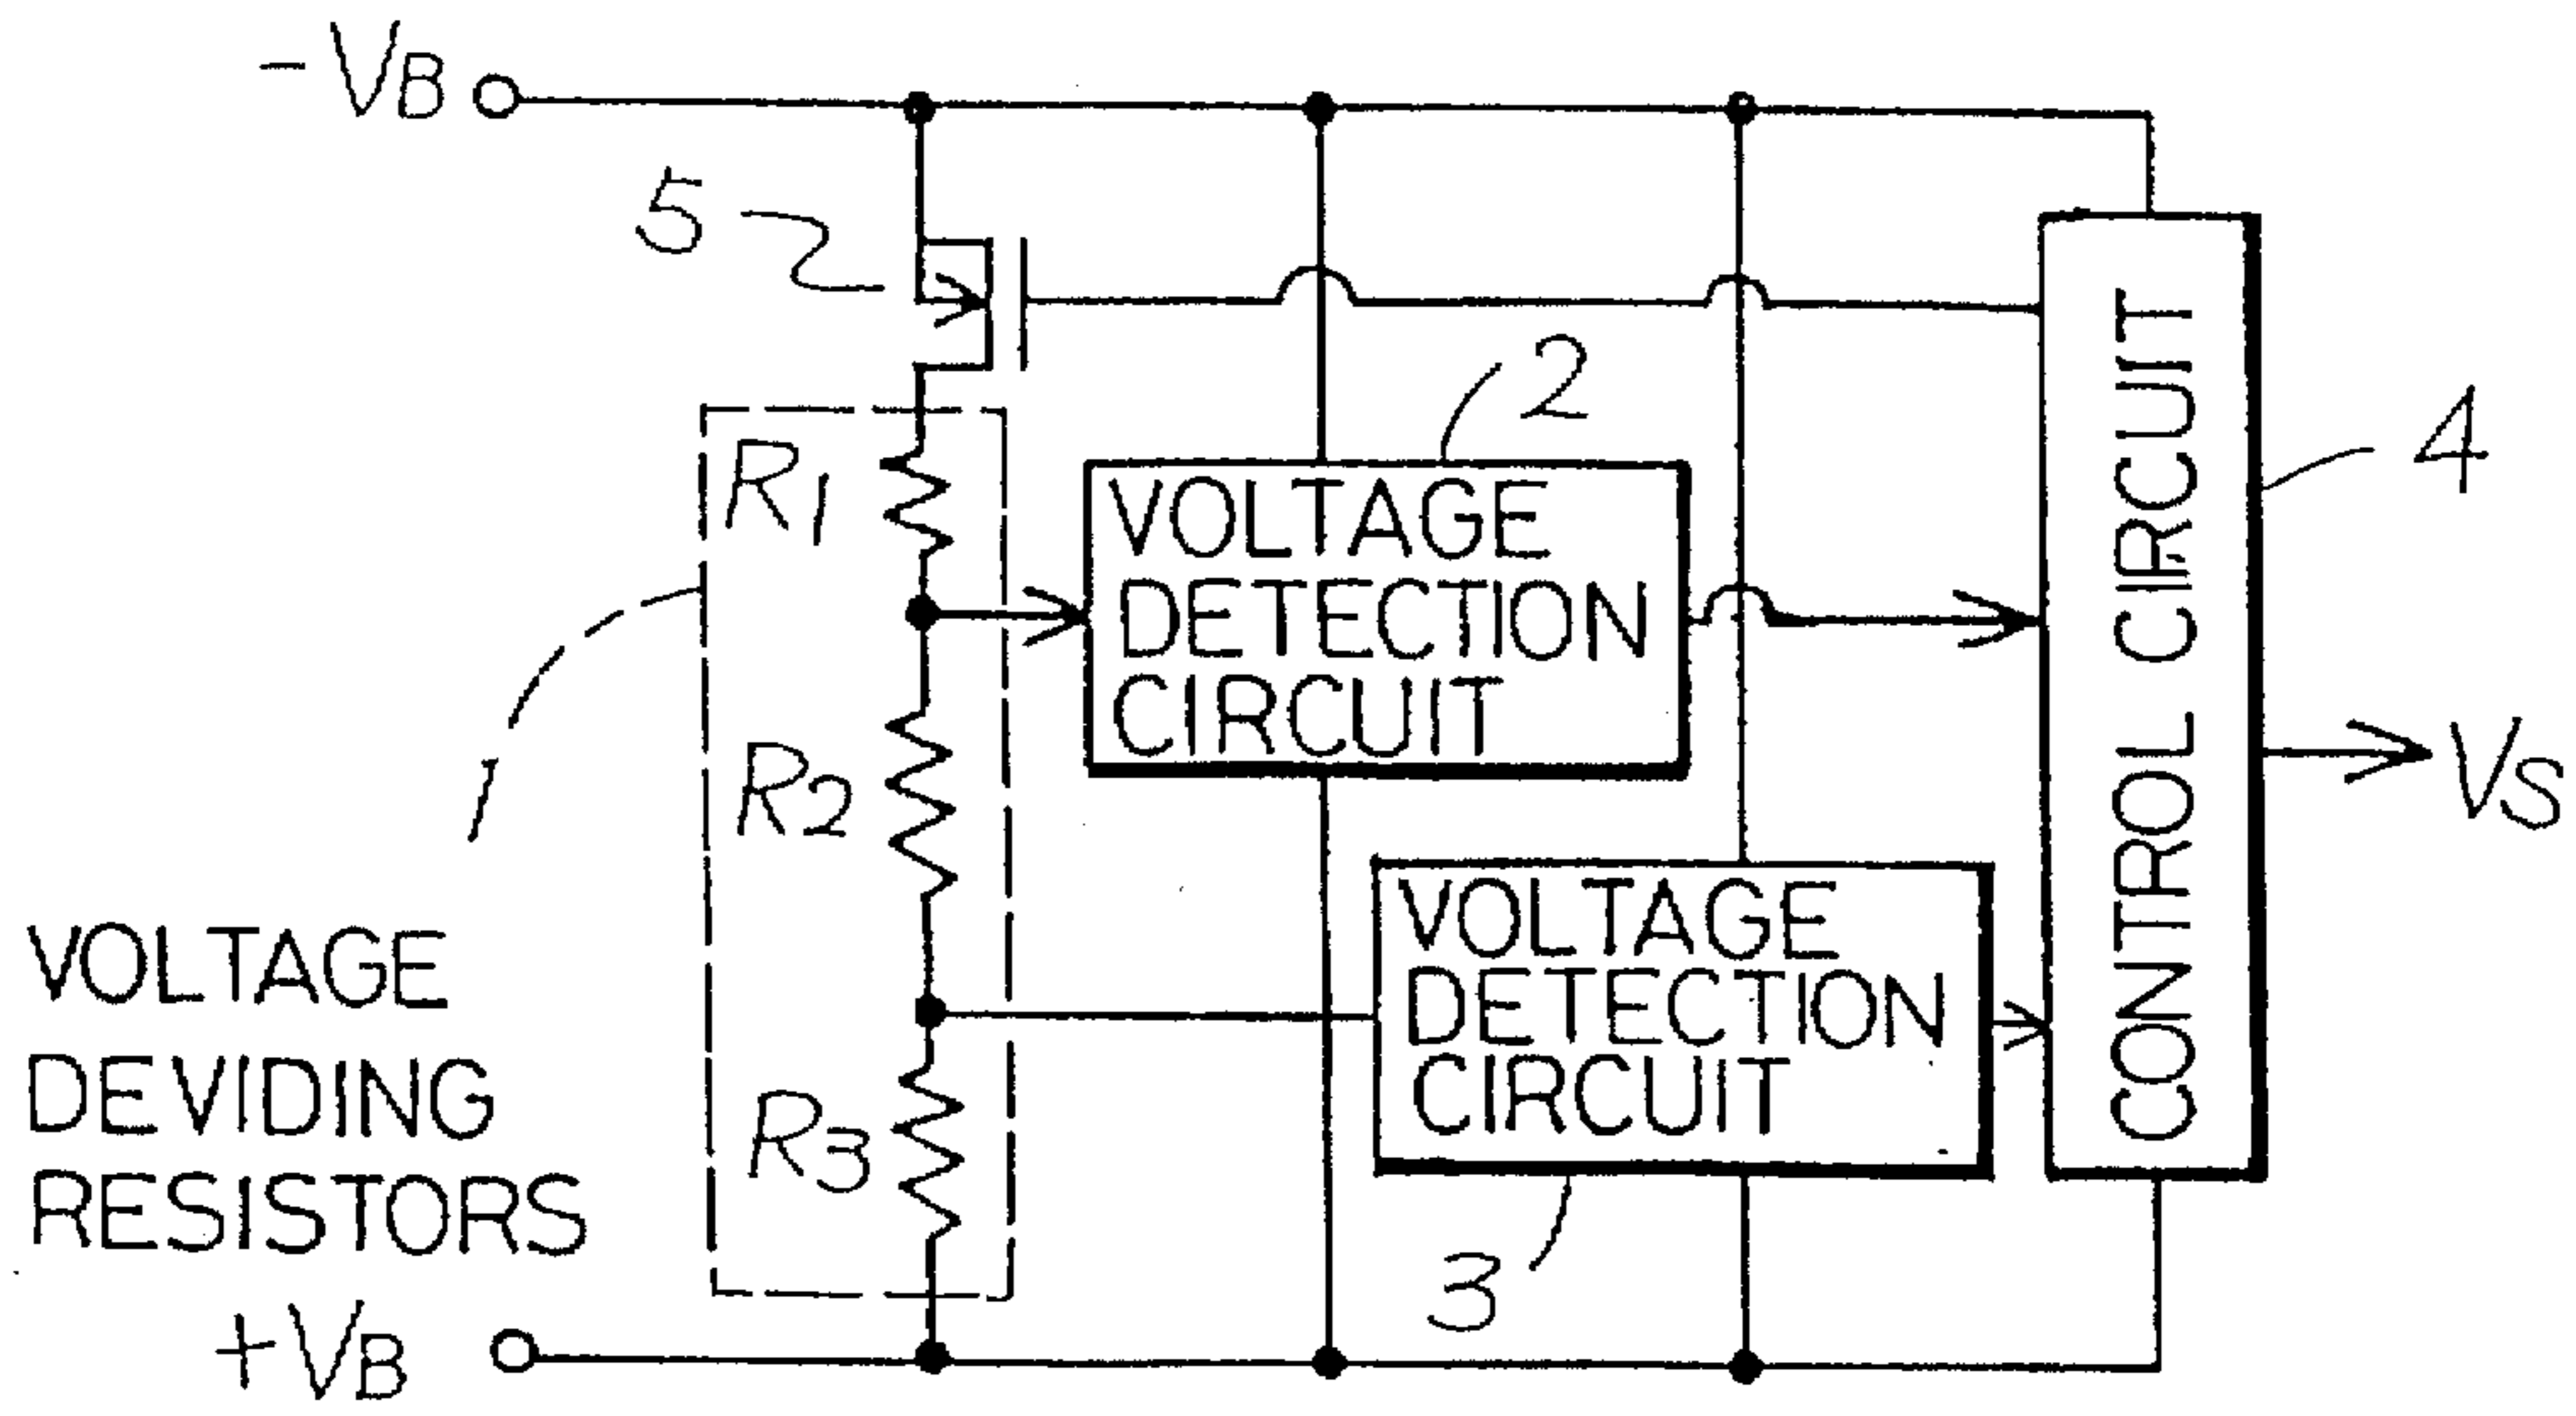 -VB
5
2
R1
VOLTAGE
DETECTION
CIRCUIT
CONTROL CIRCUIT
4
R2
VS
1
VOLTAGE
DEVIDING
RESISTORS
VOLTAGE
DETECTION
CIRCUIT
R3
3
+VB